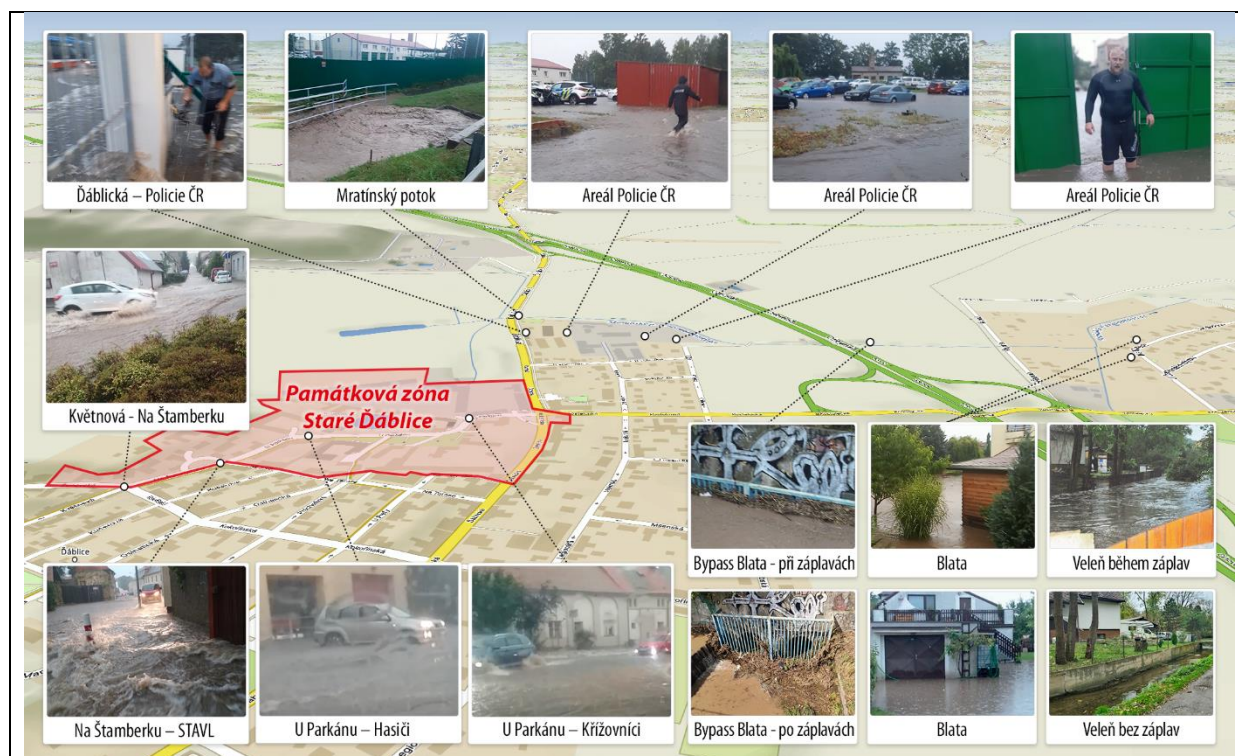 Ďáblická – Policie ČR
Mratínský potok
Areál Policie ČR
Areál Policie ČR
Areál Policie ČR
Květnová - Na Štamberku
Památková zóna
Staré Ďáblice
Ďáblice
Bypass Blata - při záplavách
Blata
Veleň během záplav
Na Štamberku – STAVL
U Parkánu – Hasiči
U Parkánu – Křížovníci
Bypass Blata - po záplavách
Blata
Veleň bez záplav